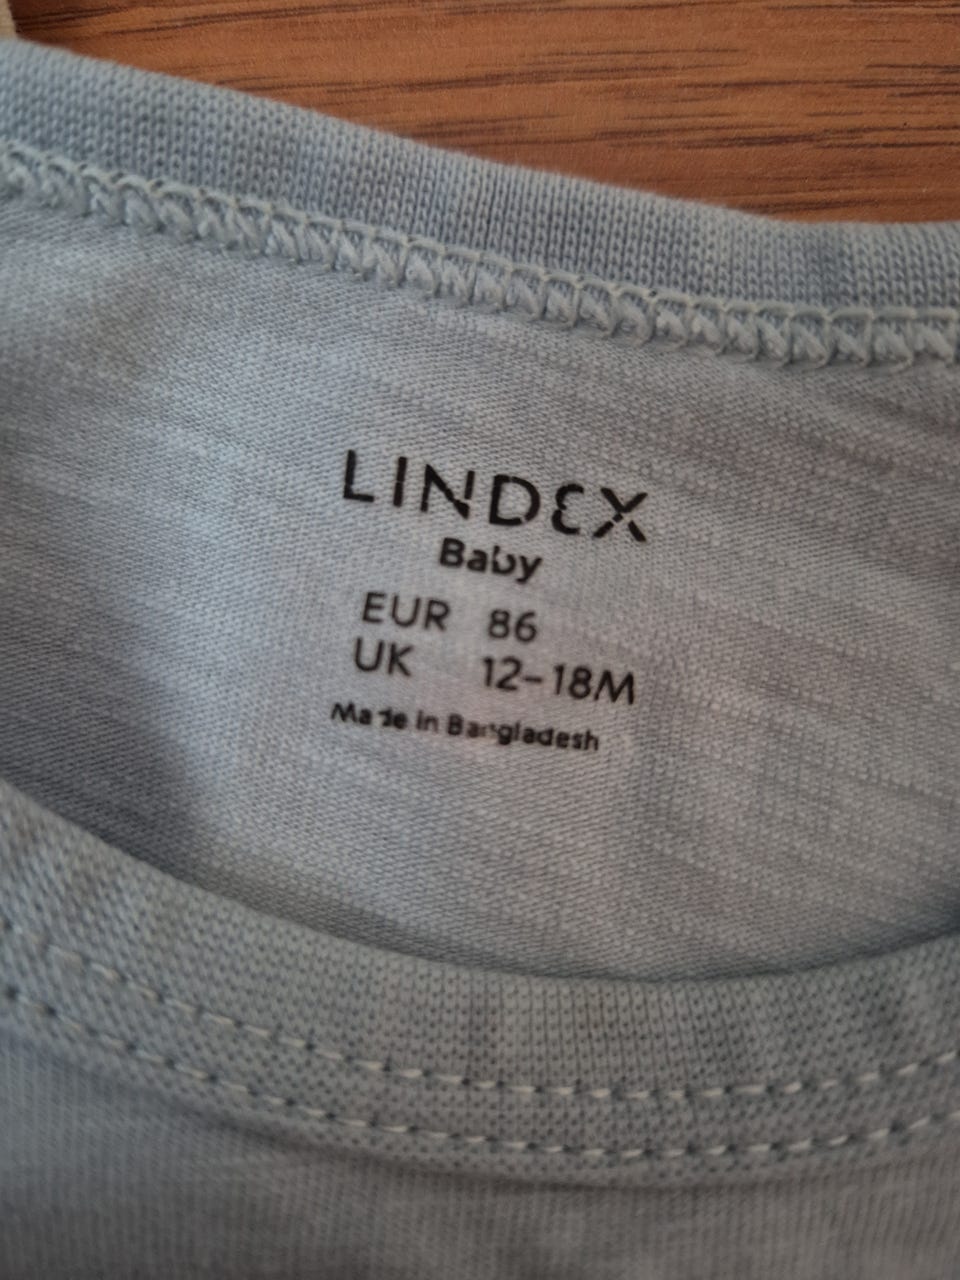 LINDEX
Baby
EUR 86
UK 12-18M
Made in Bangladesh